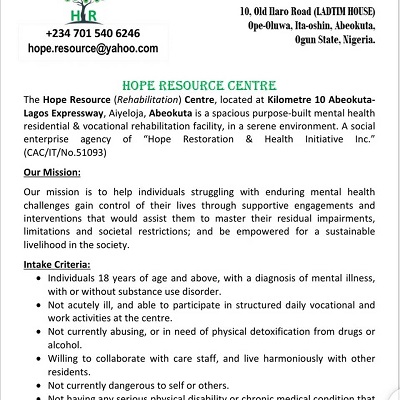 H R
+234 701 540 6246
hope.resource@yahoo.com
10, Old Ilaro Road (LADTIM HOUSE)
Ope-Oluwa, Ita-oshin, Abeokuta,
Ogun State, Nigeria.
HOPE RESOURCE CENTRE
The Hope Resource (Rehabilitation) Centre, located at Kilometre 10 Abeokuta-
Lagos Expressway, Aiyeloja, Abeokuta is a spacious purpose-built mental health
residential & vocational rehabilitation facility, in a serene environment. A social
enterprise agency of “Hope Restoration & Health Initiative Inc.”
(CAC/IT/No.51093)
Our Mission:
Our mission is to help individuals struggling with enduring mental health
challenges gain control of their lives through supportive engagements and
interventions that would assist them to master their residual impairments,
limitations and societal restrictions; and be empowered for a sustainable
livelihood in the society.
Intake Criteria:
• Individuals 18 years of age and above, with a diagnosis of mental illness,
with or without substance use disorder.
• Not acutely ill, and able to participate in structured daily vocational and
work activities at the centre.
• Not currently abusing, or in need of physical detoxification from drugs or
alcohol.
• Willing to collaborate with care staff, and live harmoniously with other
residents.
• Not currently dangerous to self or others.
• Not having any serious physical disability or chronic medical condition that